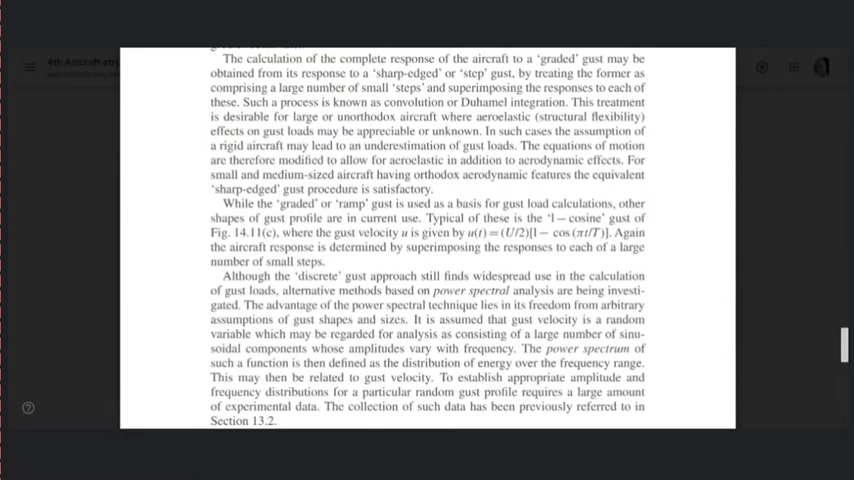 4th Aircraft stru
The calculation of the complete response of the aircraft to a ‘graded’ gust may be
obtained from its response to a ‘sharp-edged’ or ‘step’ gust, by treating the former as
comprising a large number of small ‘steps’ and superimposing the responses to each of
these. Such a process is known as convolution or Duhamel integration. This treatment
is desirable for large or unorthodox aircraft where aeroelastic (structural flexibility)
effects on gust loads may be appreciable or unknown. In such cases the assumption of
a rigid aircraft may lead to an underestimation of gust loads. The equations of motion
are therefore modified to allow for aeroelastic in addition to aerodynamic effects. For
small and medium-sized aircraft having orthodox aerodynamic features the equivalent
‘sharp-edged’ gust procedure is satisfactory.
While the ‘graded’ or ‘ramp’ gust is used as a basis for gust load calculations, other
shapes of gust profile are in current use. Typical of these is the ‘1 − cosine’ gust of
Fig. 14.11(c), where the gust velocity u is given by u(t) = (U/2)[1 − cos (πt/T)]. Again
the aircraft response is determined by superimposing the responses to each of a large
number of small steps.
Although the ‘discrete’ gust approach still finds widespread use in the calculation
of gust loads, alternative methods based on power spectral analysis are being investi-
gated. The advantage of the power spectral technique lies in its freedom from arbitrary
assumptions of gust shapes and sizes. It is assumed that gust velocity is a random
variable which may be regarded for analysis as consisting of a large number of sinu-
soidal components whose amplitudes vary with frequency. The power spectrum of
such a function is then defined as the distribution of energy over the frequency range.
This may then be related to gust velocity. To establish appropriate amplitude and
frequency distributions for a particular random gust profile requires a large amount
of experimental data. The collection of such data has been previously referred to in
Section 13.2.